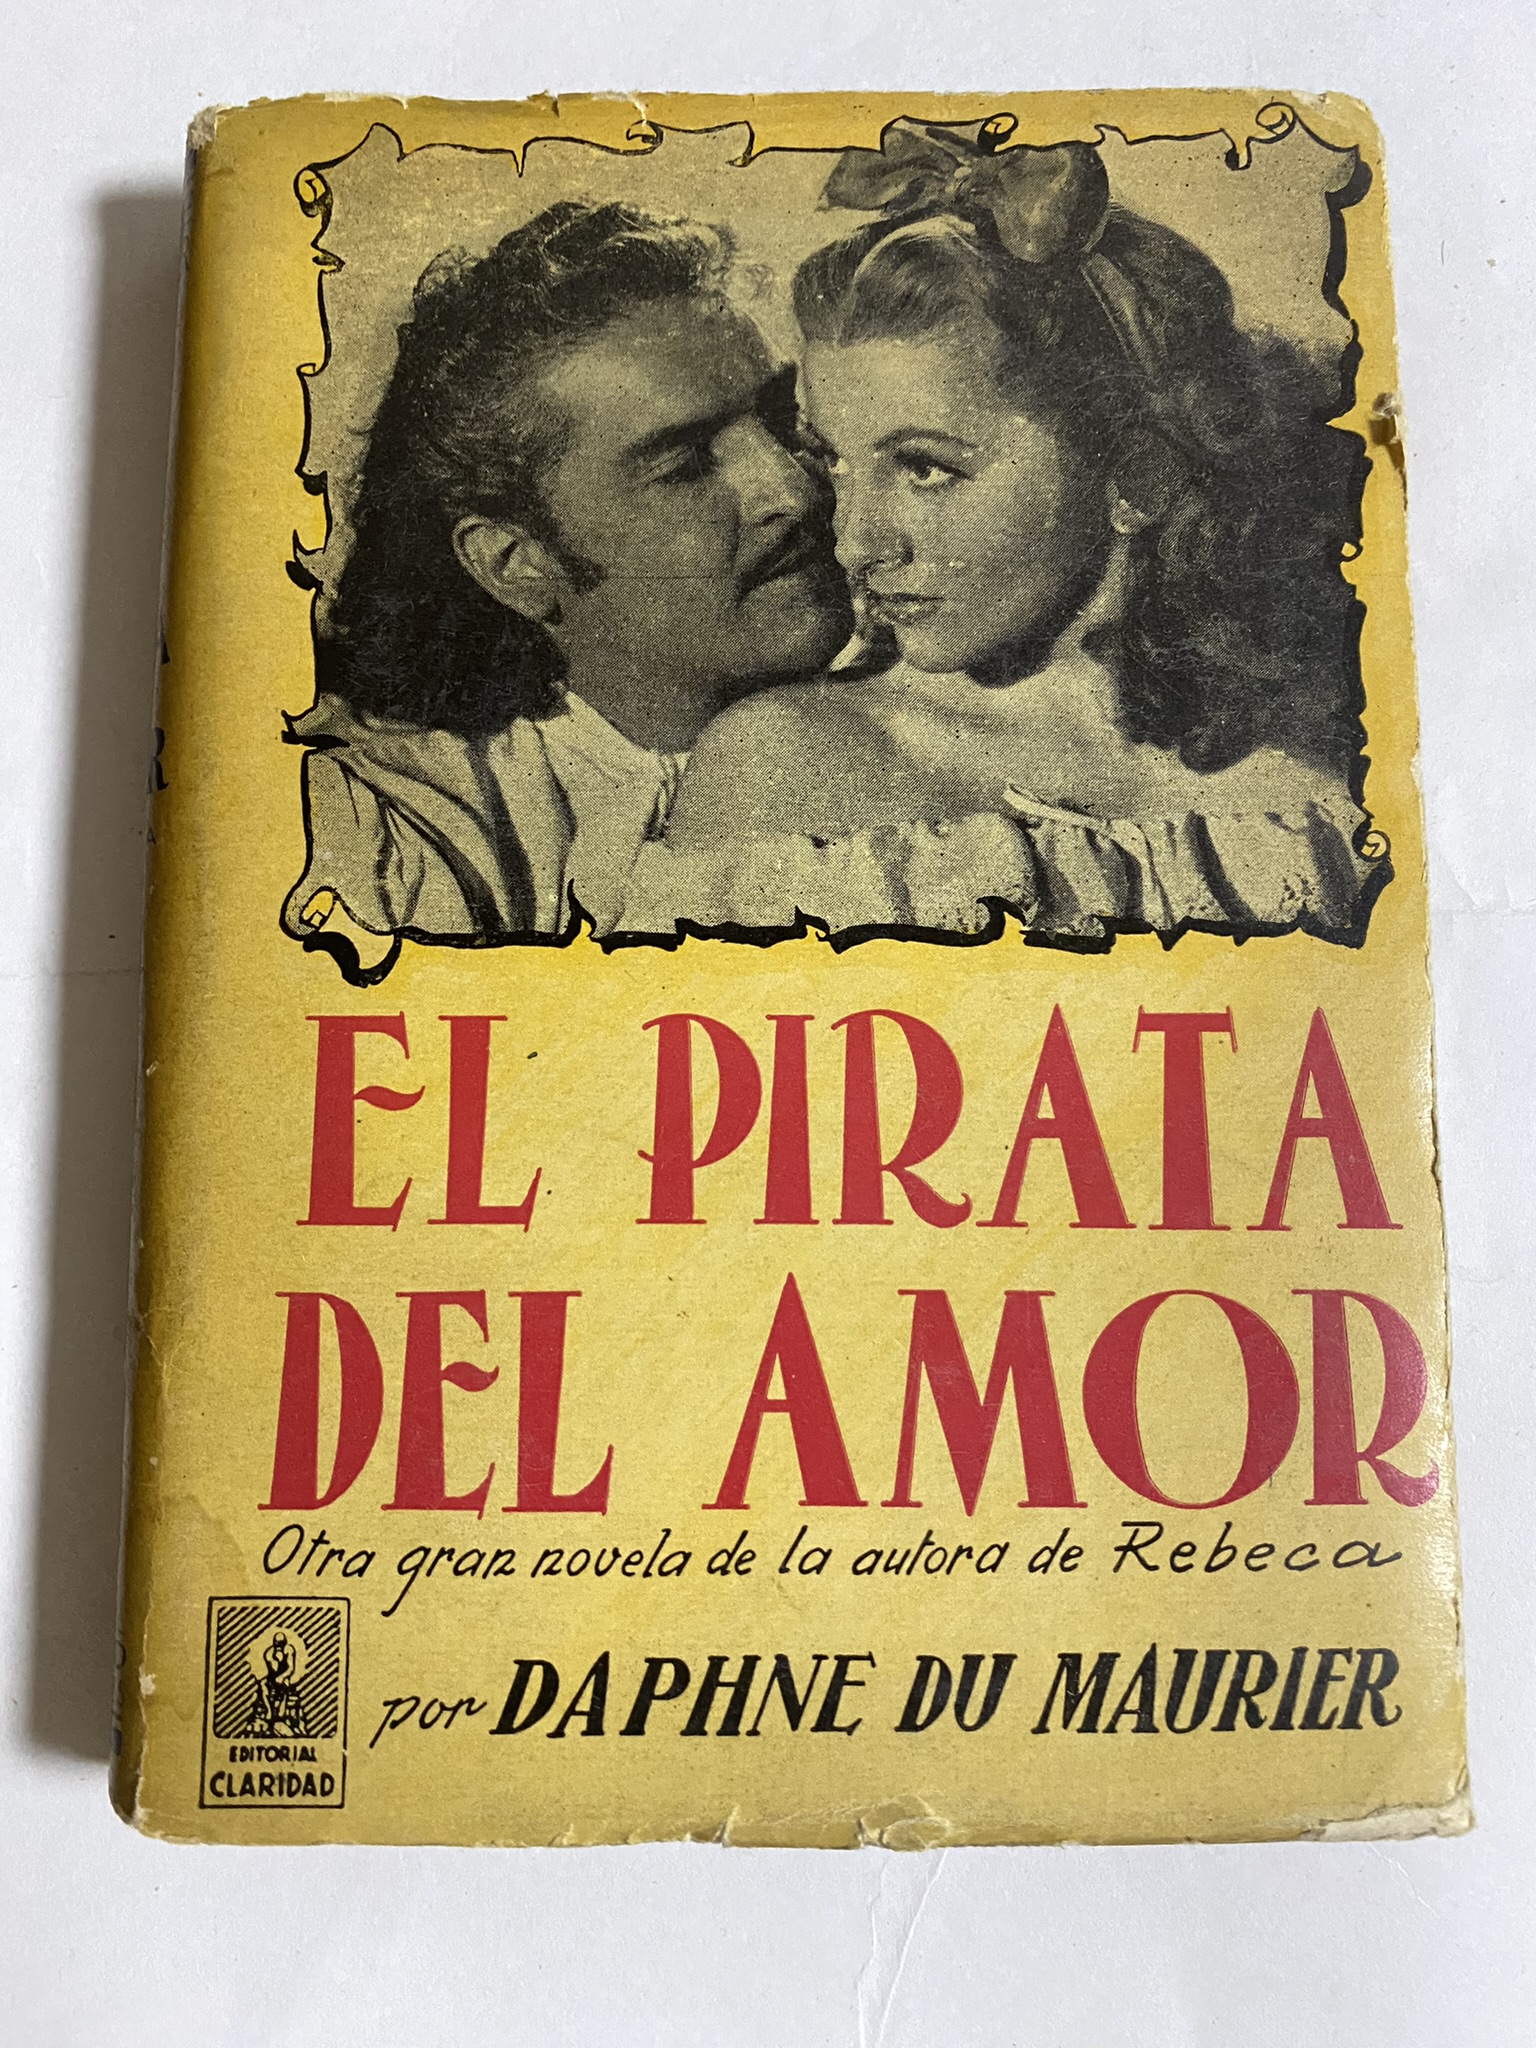 EL PIRATA
DEL AMOR
Otra gran novela de la autora de Rebeca
por DAPHNE DU MAURIER
EDITORIAL
CLARIDAD